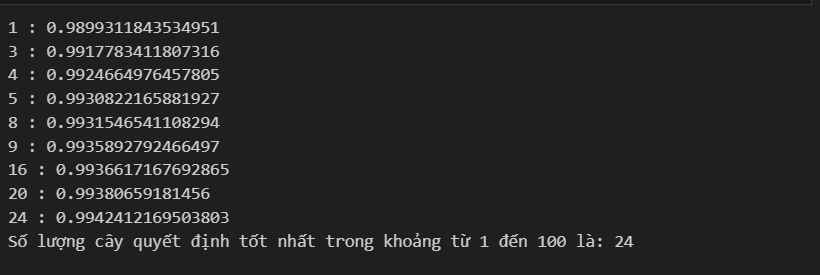 1 : 0.9899311843534951
3 : 0.9917783411807316
4 : 0.9924664976457805
5 : 0.9930822165881927
8 : 0.9931546541108294
9 : 0.9935892792466497
16 : 0.9936617167692865
20 : 0.99380659181456
24 : 0.9942412169503803
Số lượng cây quyết định tốt nhất trong khoảng từ 1 đến 100 là: 24